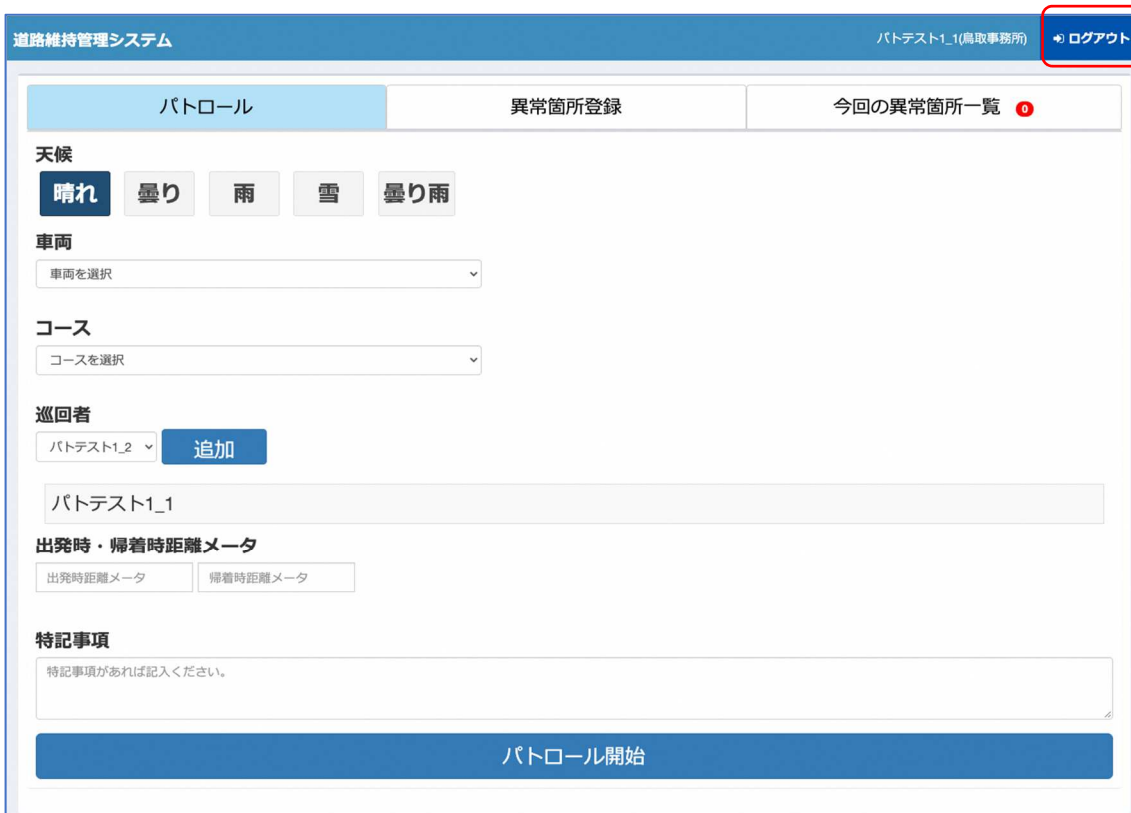 道路維持管理システム パトテスト1_1(鳥取事務所) ログアウト
パトロール 異常箇所登録 今回の異常箇所一覧 0
天候
晴れ 曇り 雨 雪 曇り雨
車両
車両を選択
コース
コースを選択
巡回者
パトテスト1_2 追加
パトテスト1_1
出発時・帰着時距離メータ
出発時距離メータ 帰着時距離メータ
特記事項
特記事項があれば記入ください。
パトロール開始